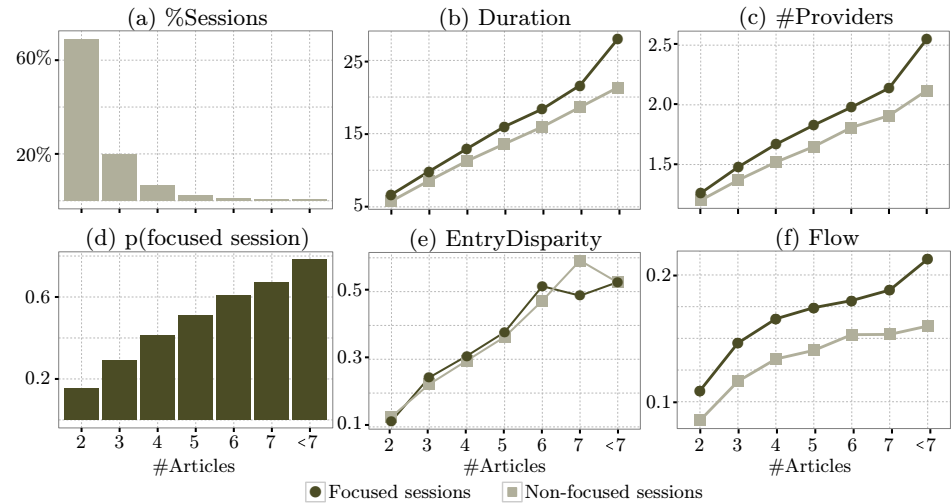 (a) %Sessions
60%
20%
(b) Duration
25
15
5
(c) #Providers
2.5
2.0
1.5
(d) p(focused session)
0.6
0.2
2 3 4 5 6 7 <7
#Articles
(e) EntryDisparity
0.5
0.3
0.1
2 3 4 5 6 7 <7
#Articles
(f) Flow
0.2
0.1
2 3 4 5 6 7 <7
#Articles
Focused sessions Non-focused sessions